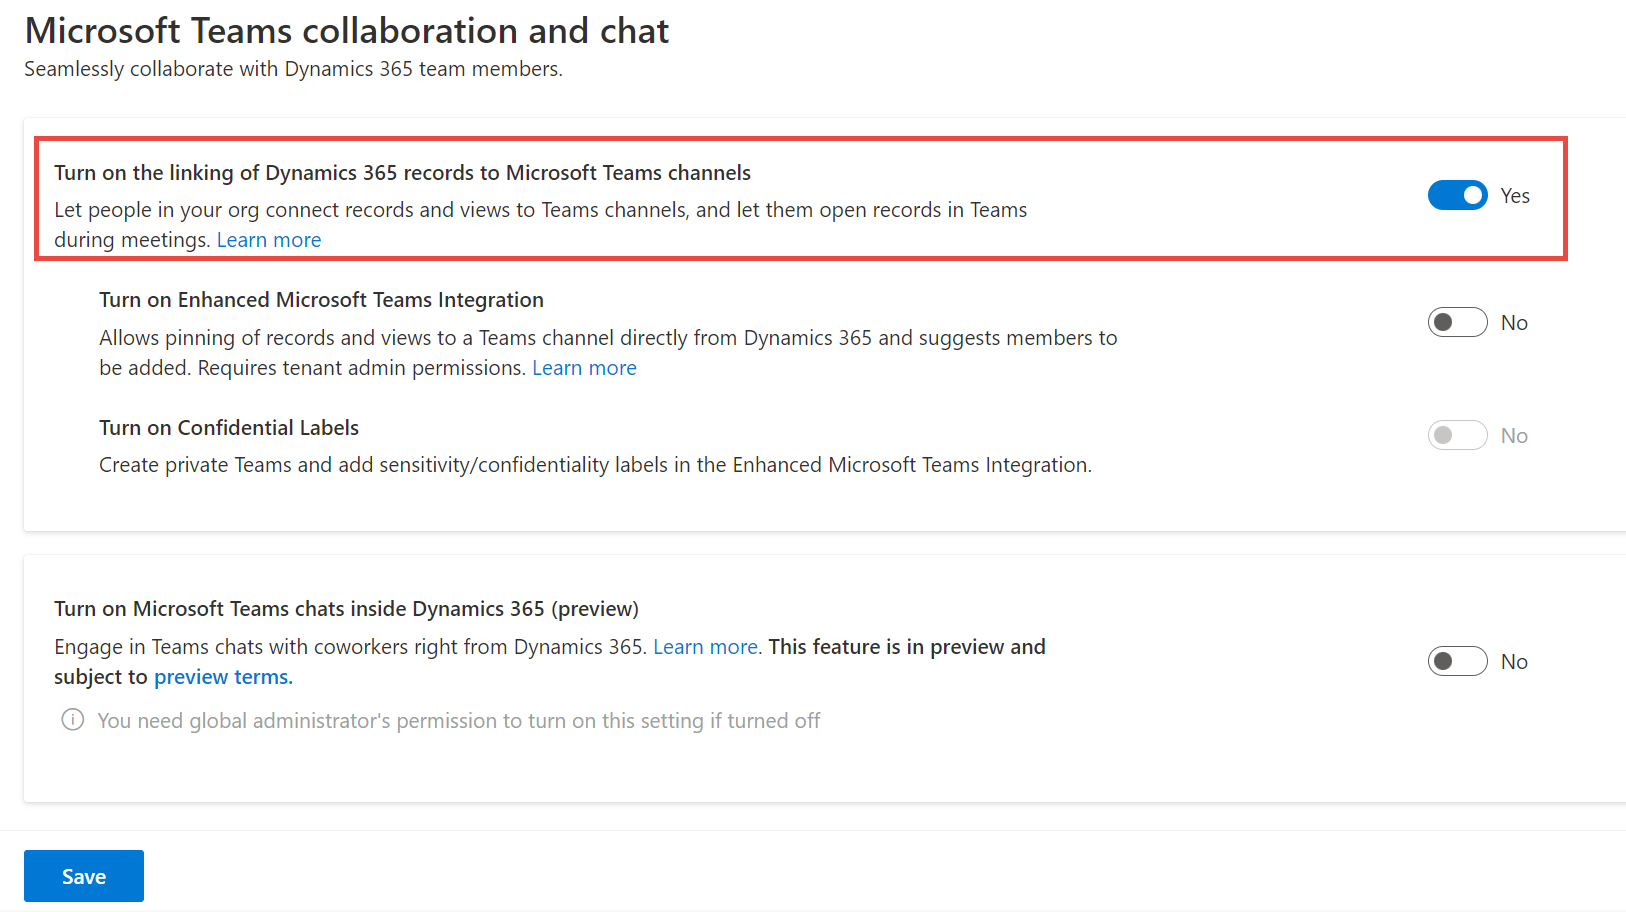 Microsoft Teams collaboration and chat
Seamlessly collaborate with Dynamics 365 team members.
Turn on the linking of Dynamics 365 records to Microsoft Teams channels
Let people in your org connect records and views to Teams channels, and let them open records in Teams
during meetings. Learn more
Yes
Turn on Enhanced Microsoft Teams Integration
Allows pinning of records and views to a Teams channel directly from Dynamics 365 and suggests members to
be added. Requires tenant admin permissions. Learn more
No
Turn on Confidential Labels
Create private Teams and add sensitivity/confidentiality labels in the Enhanced Microsoft Teams Integration.
No
Turn on Microsoft Teams chats inside Dynamics 365 (preview)
Engage in Teams chats with coworkers right from Dynamics 365. Learn more. This feature is in preview and
subject to preview terms.
No
You need global administrator's permission to turn on this setting if turned off
Save